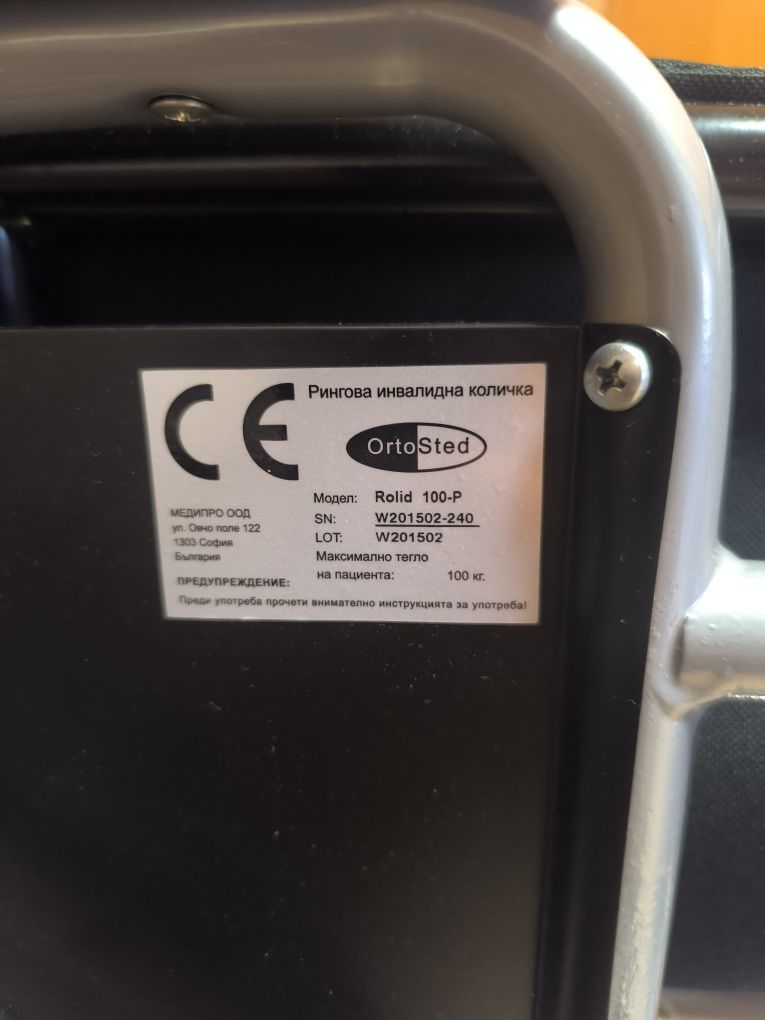 CE
Рингова инвалидна количка
OrtoSted
Модел: Rolid 100-P
SN: W201502-240
LOT: W201502
Максимално тегло
на пациента: 100 кг.
МЕДИПРО ООД
ул. Овчо поле 122
1303 София
България
ПРЕДУПРЕЖДЕНИЕ:
Преди употреба прочети внимателно инструкцията за употреба!